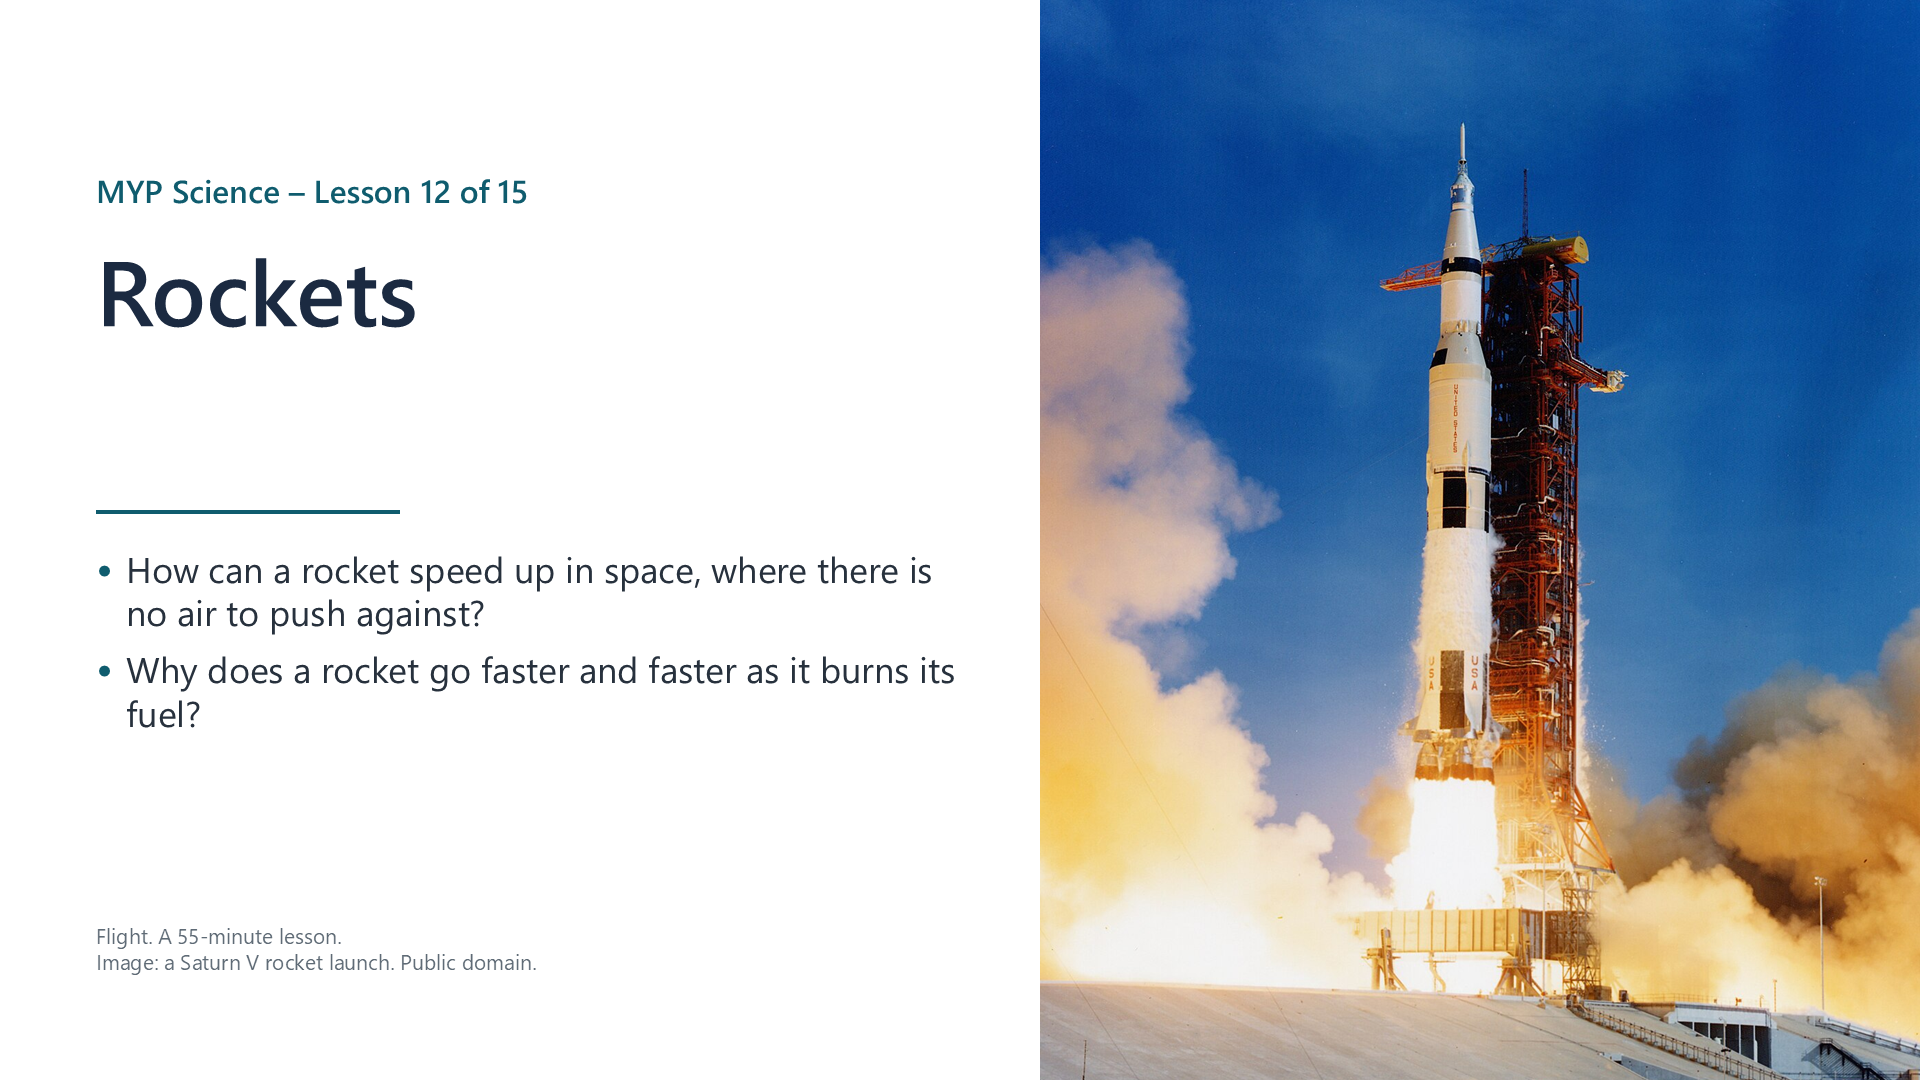 MYP Science – Lesson 12 of 15
Rockets
• How can a rocket speed up in space, where there is
no air to push against?
• Why does a rocket go faster and faster as it burns its
fuel?
Flight. A 55-minute lesson.
Image: a Saturn V rocket launch. Public domain.
UNITED STATES
USA
USA